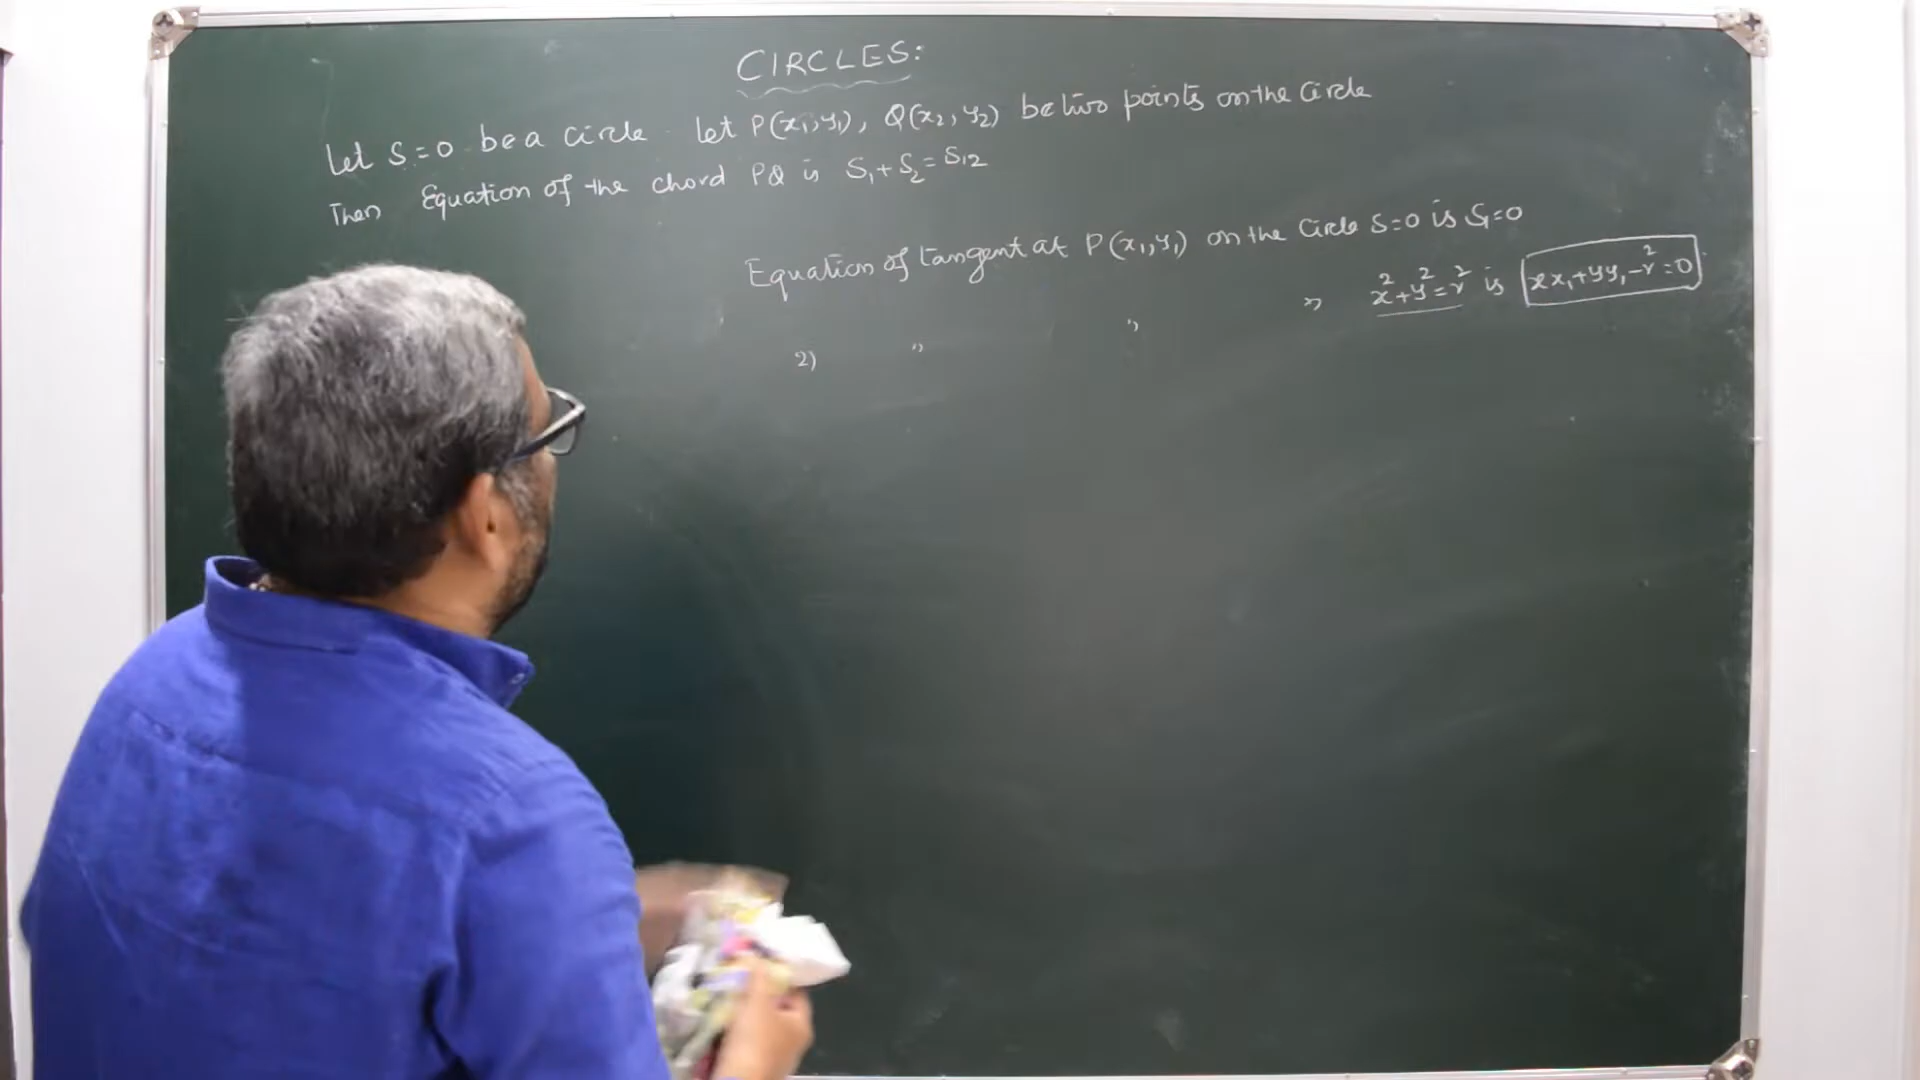 CIRCLES:
Let S=0 be a circle let P(x₁,y₁), Q(x₂,y₂) be two points on the circle
Then Equation of the chord PQ is S₁+S₂=S₁₂
Equation of tangent at P(x₁,y₁) on the circle S=0 is S₁=0
" " x²+y²=r² is xx₁+yy₁-r²=0
2) "